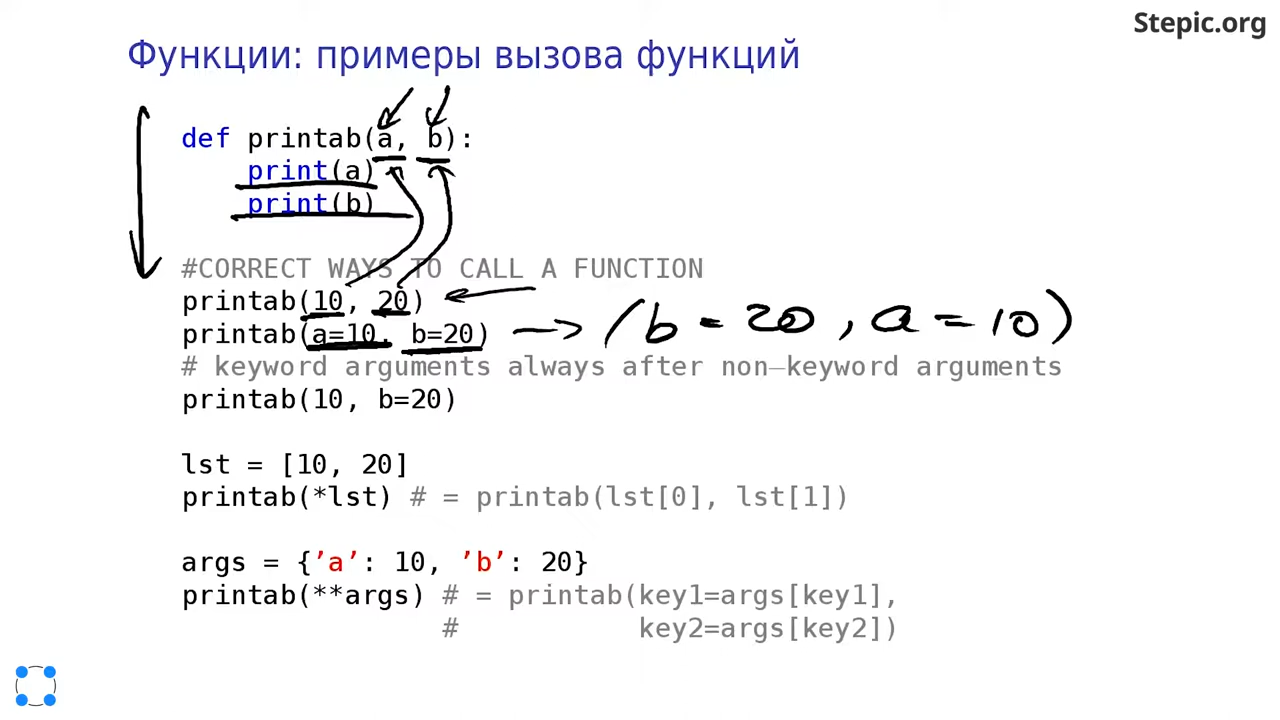 Stepic.org
Функции: примеры вызова функций
def printab(a, b):
print(a)
print(b)
#CORRECT WAYS TO CALL A FUNCTION
printab(10, 20)
printab(a=10, b=20) (b = 20, a = 10)
# keyword arguments always after non–keyword arguments
printab(10, b=20)
lst = [10, 20]
printab(*lst) # = printab(lst[0], lst[1])
args = {’a’: 10, ’b’: 20}
printab(**args) # = printab(key1=args[key1],
# key2=args[key2])